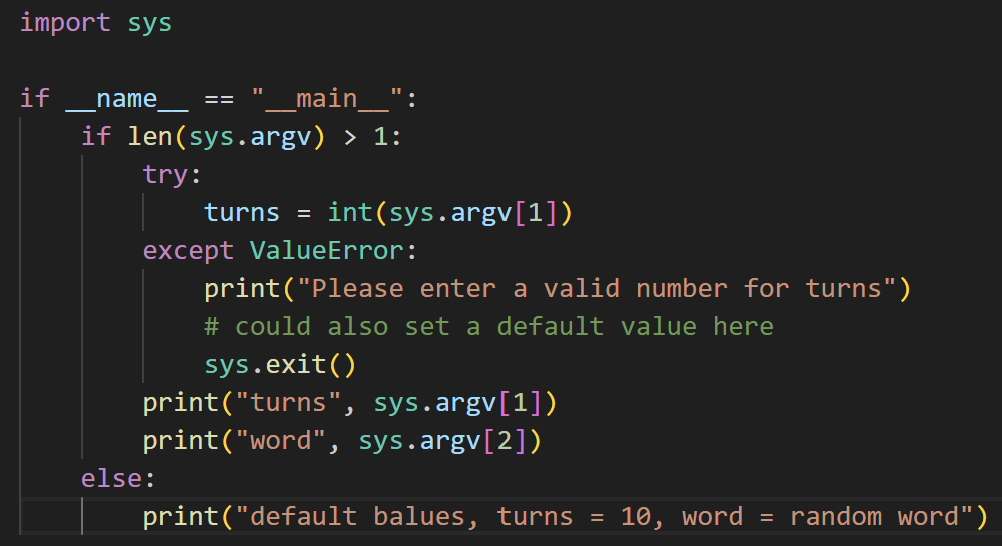 import sys
if __name__ == "__main__":
    if len(sys.argv) > 1:
        try:
            turns = int(sys.argv[1])
        except ValueError:
            print("Please enter a valid number for turns")
            # could also set a default value here
            sys.exit()
        print("turns", sys.argv[1])
        print("word", sys.argv[2])
    else:
        print("default balues, turns = 10, word = random word")